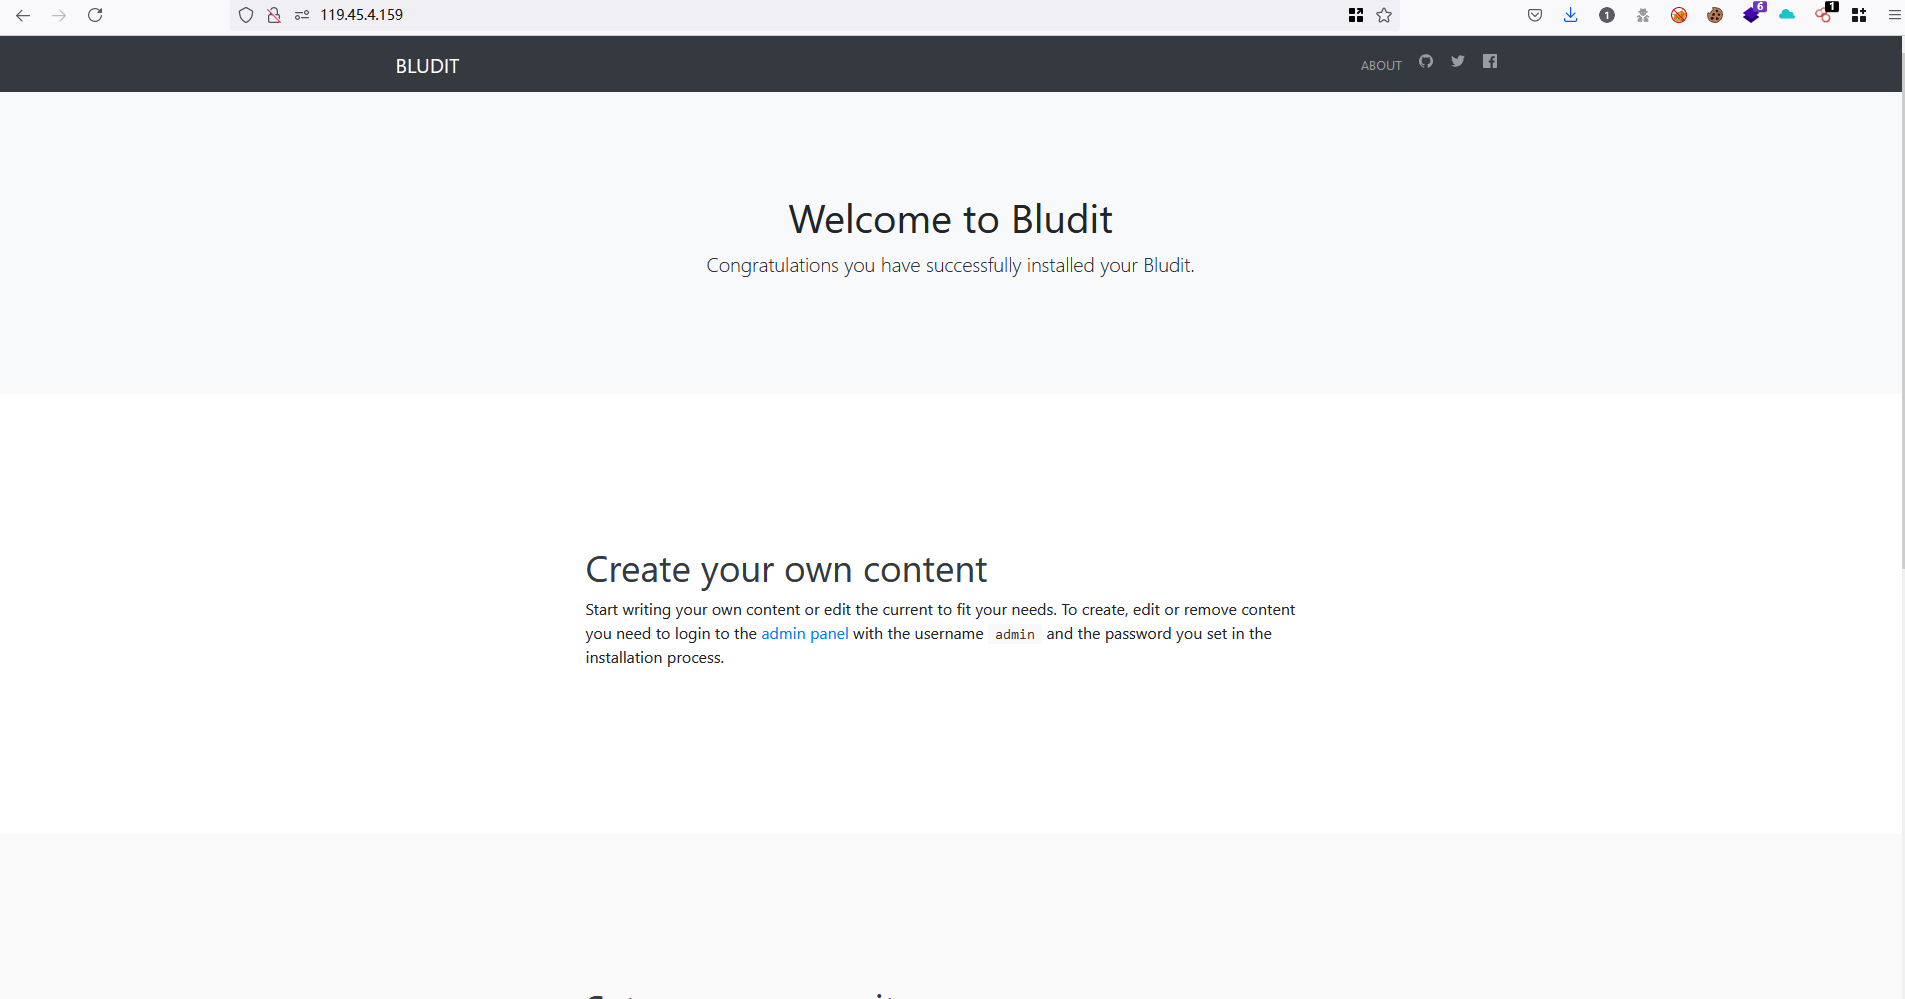 119.45.4.159
1
6
1
BLUDIT
ABOUT
Welcome to Bludit
Congratulations you have successfully installed your Bludit.
Create your own content
Start writing your own content or edit the current to fit your needs. To create, edit or remove content
you need to login to the admin panel with the username admin and the password you set in the
installation process.